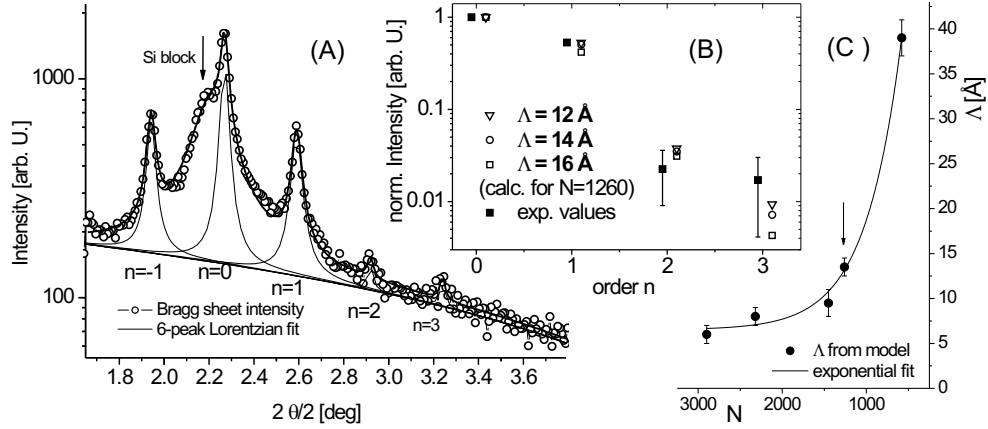 (A)
Si block
1000
100
Intensity [arb. U.]
n=-1
n=0
n=1
n=2
n=3
Bragg sheet intensity
6-peak Lorentzian fit
1.8 2.0 2.2 2.4 2.6 2.8 3.0 3.2 3.4 3.6
2 θ/2 [deg]
(B)
1
0.1
0.01
norm. Intensity [arb. U.]
Λ = 12 Å
Λ = 14 Å
Λ = 16 Å
(calc. for N=1260)
exp. values
0 1 2 3
order n
(C)
40
35
30
25
20
15
10
5
0
Λ [Å]
Λ from model
exponential fit
3000 2000 1000
N